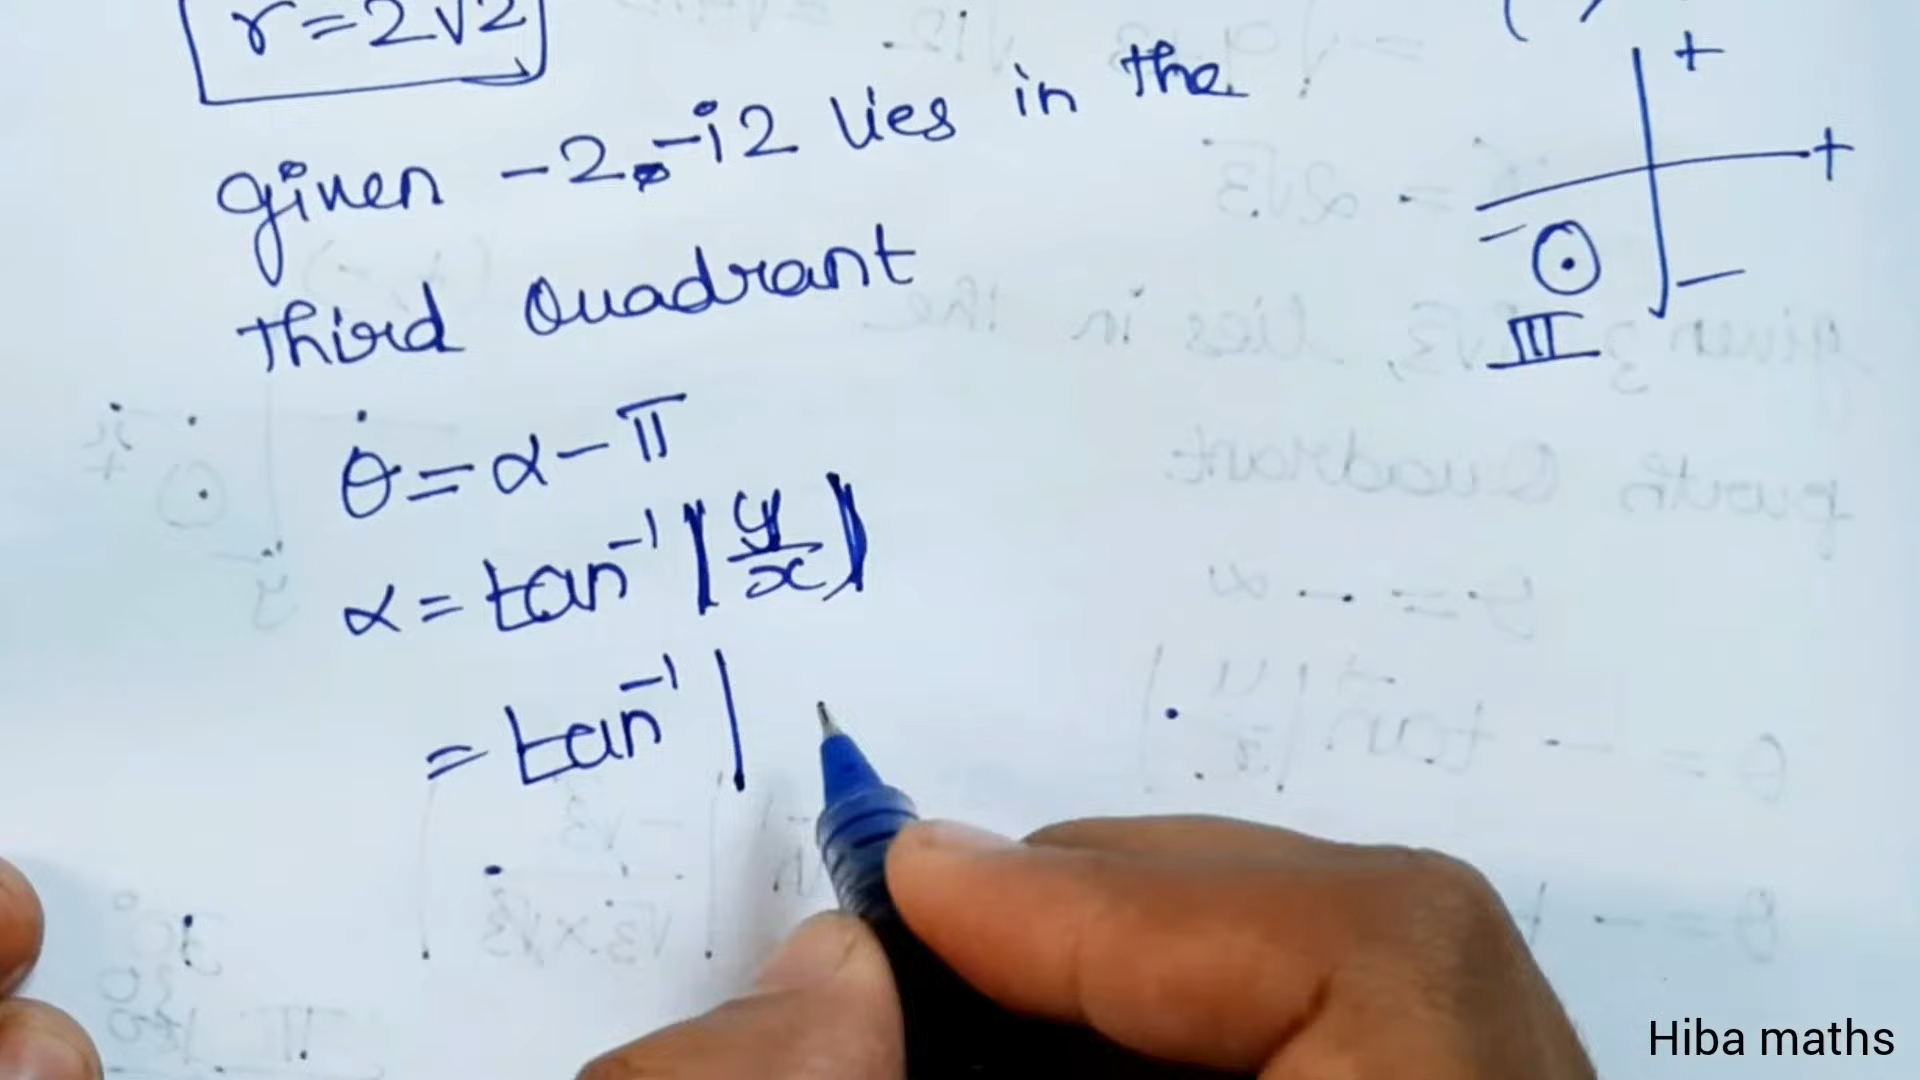 r=2√2
given -2-i2 lies in the
third Quadrant
+
+
-
III
θ=α-π
α=tan⁻¹|y/x|
=tan⁻¹|
Hiba maths